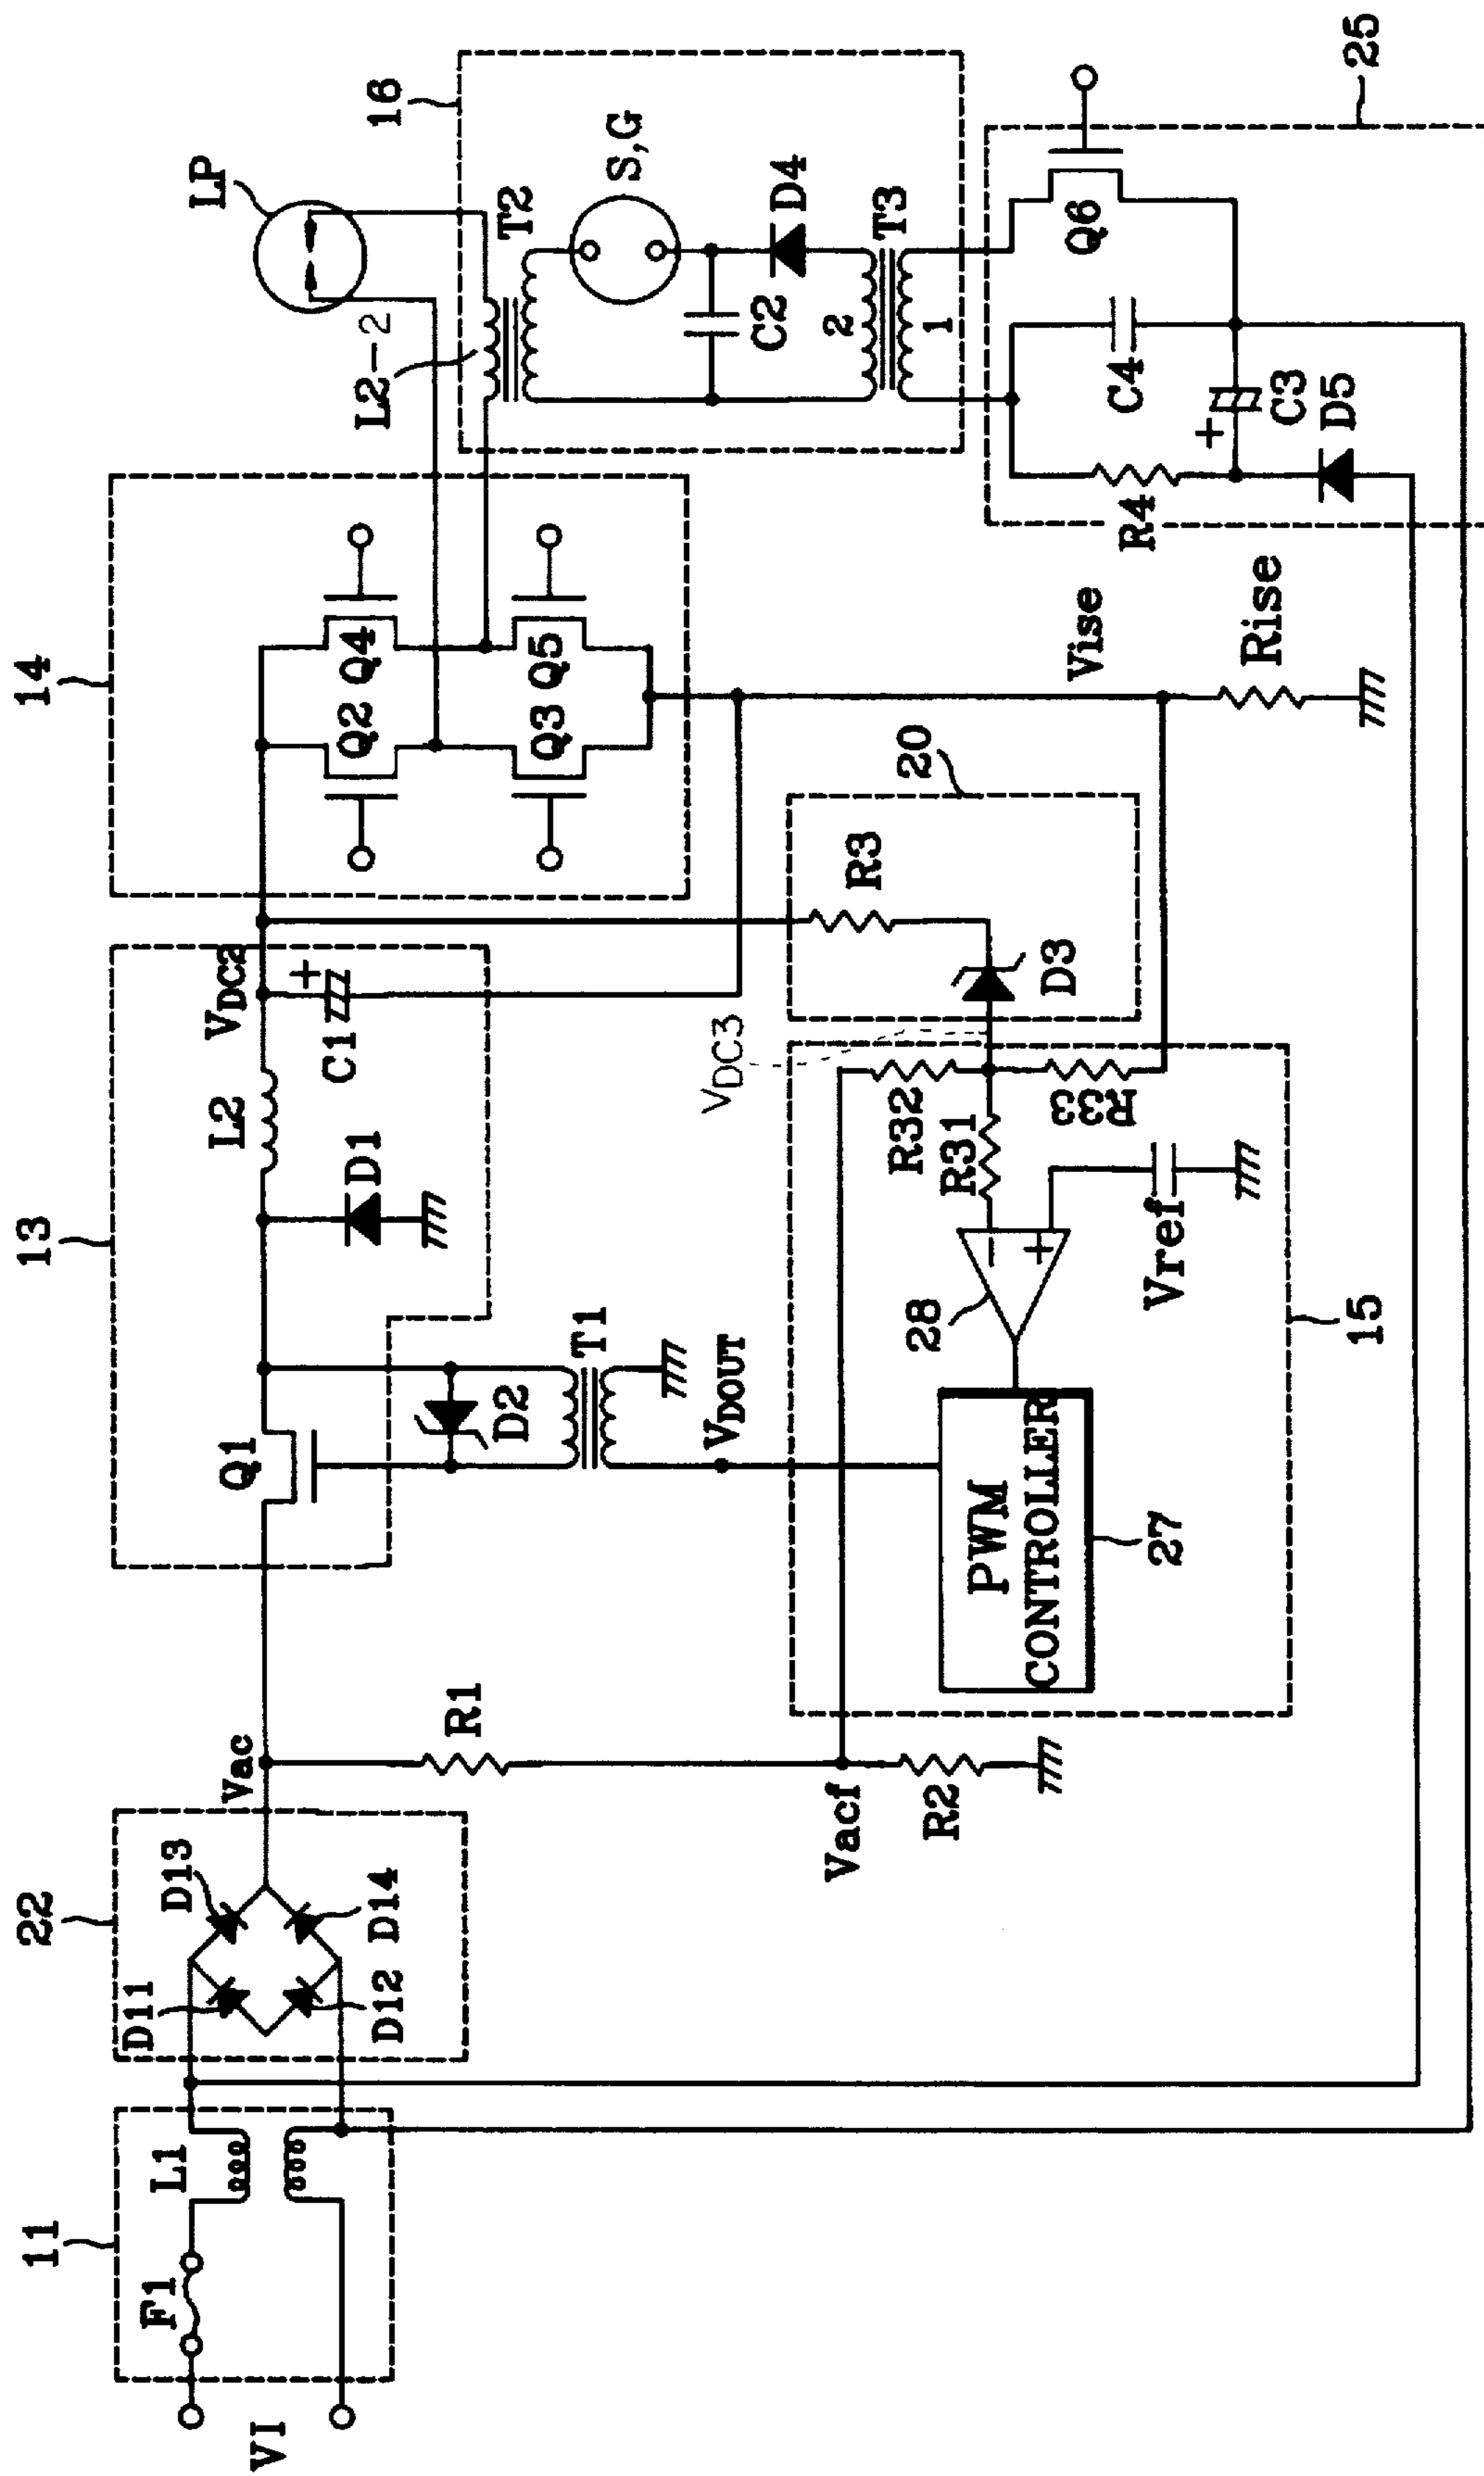 11
F1
L1
VI
22
D11
D13
D12
D14
Vac
R1
Vacf
R2
13
Q1
D2
T1
VDOUT
D1
L2
VDC2
+
C1
14
Q2
Q4
Q3
Q5
LP
L2-2
16
T2
S,G
C2
D4
2
T3
1
20
R3
D3
VDC3
15
R32
R31
R33
28
−
+
Vref
PWM
CONTROLLER
27
Vise
Rise
25
Q6
C4
R4
+
C3
D5